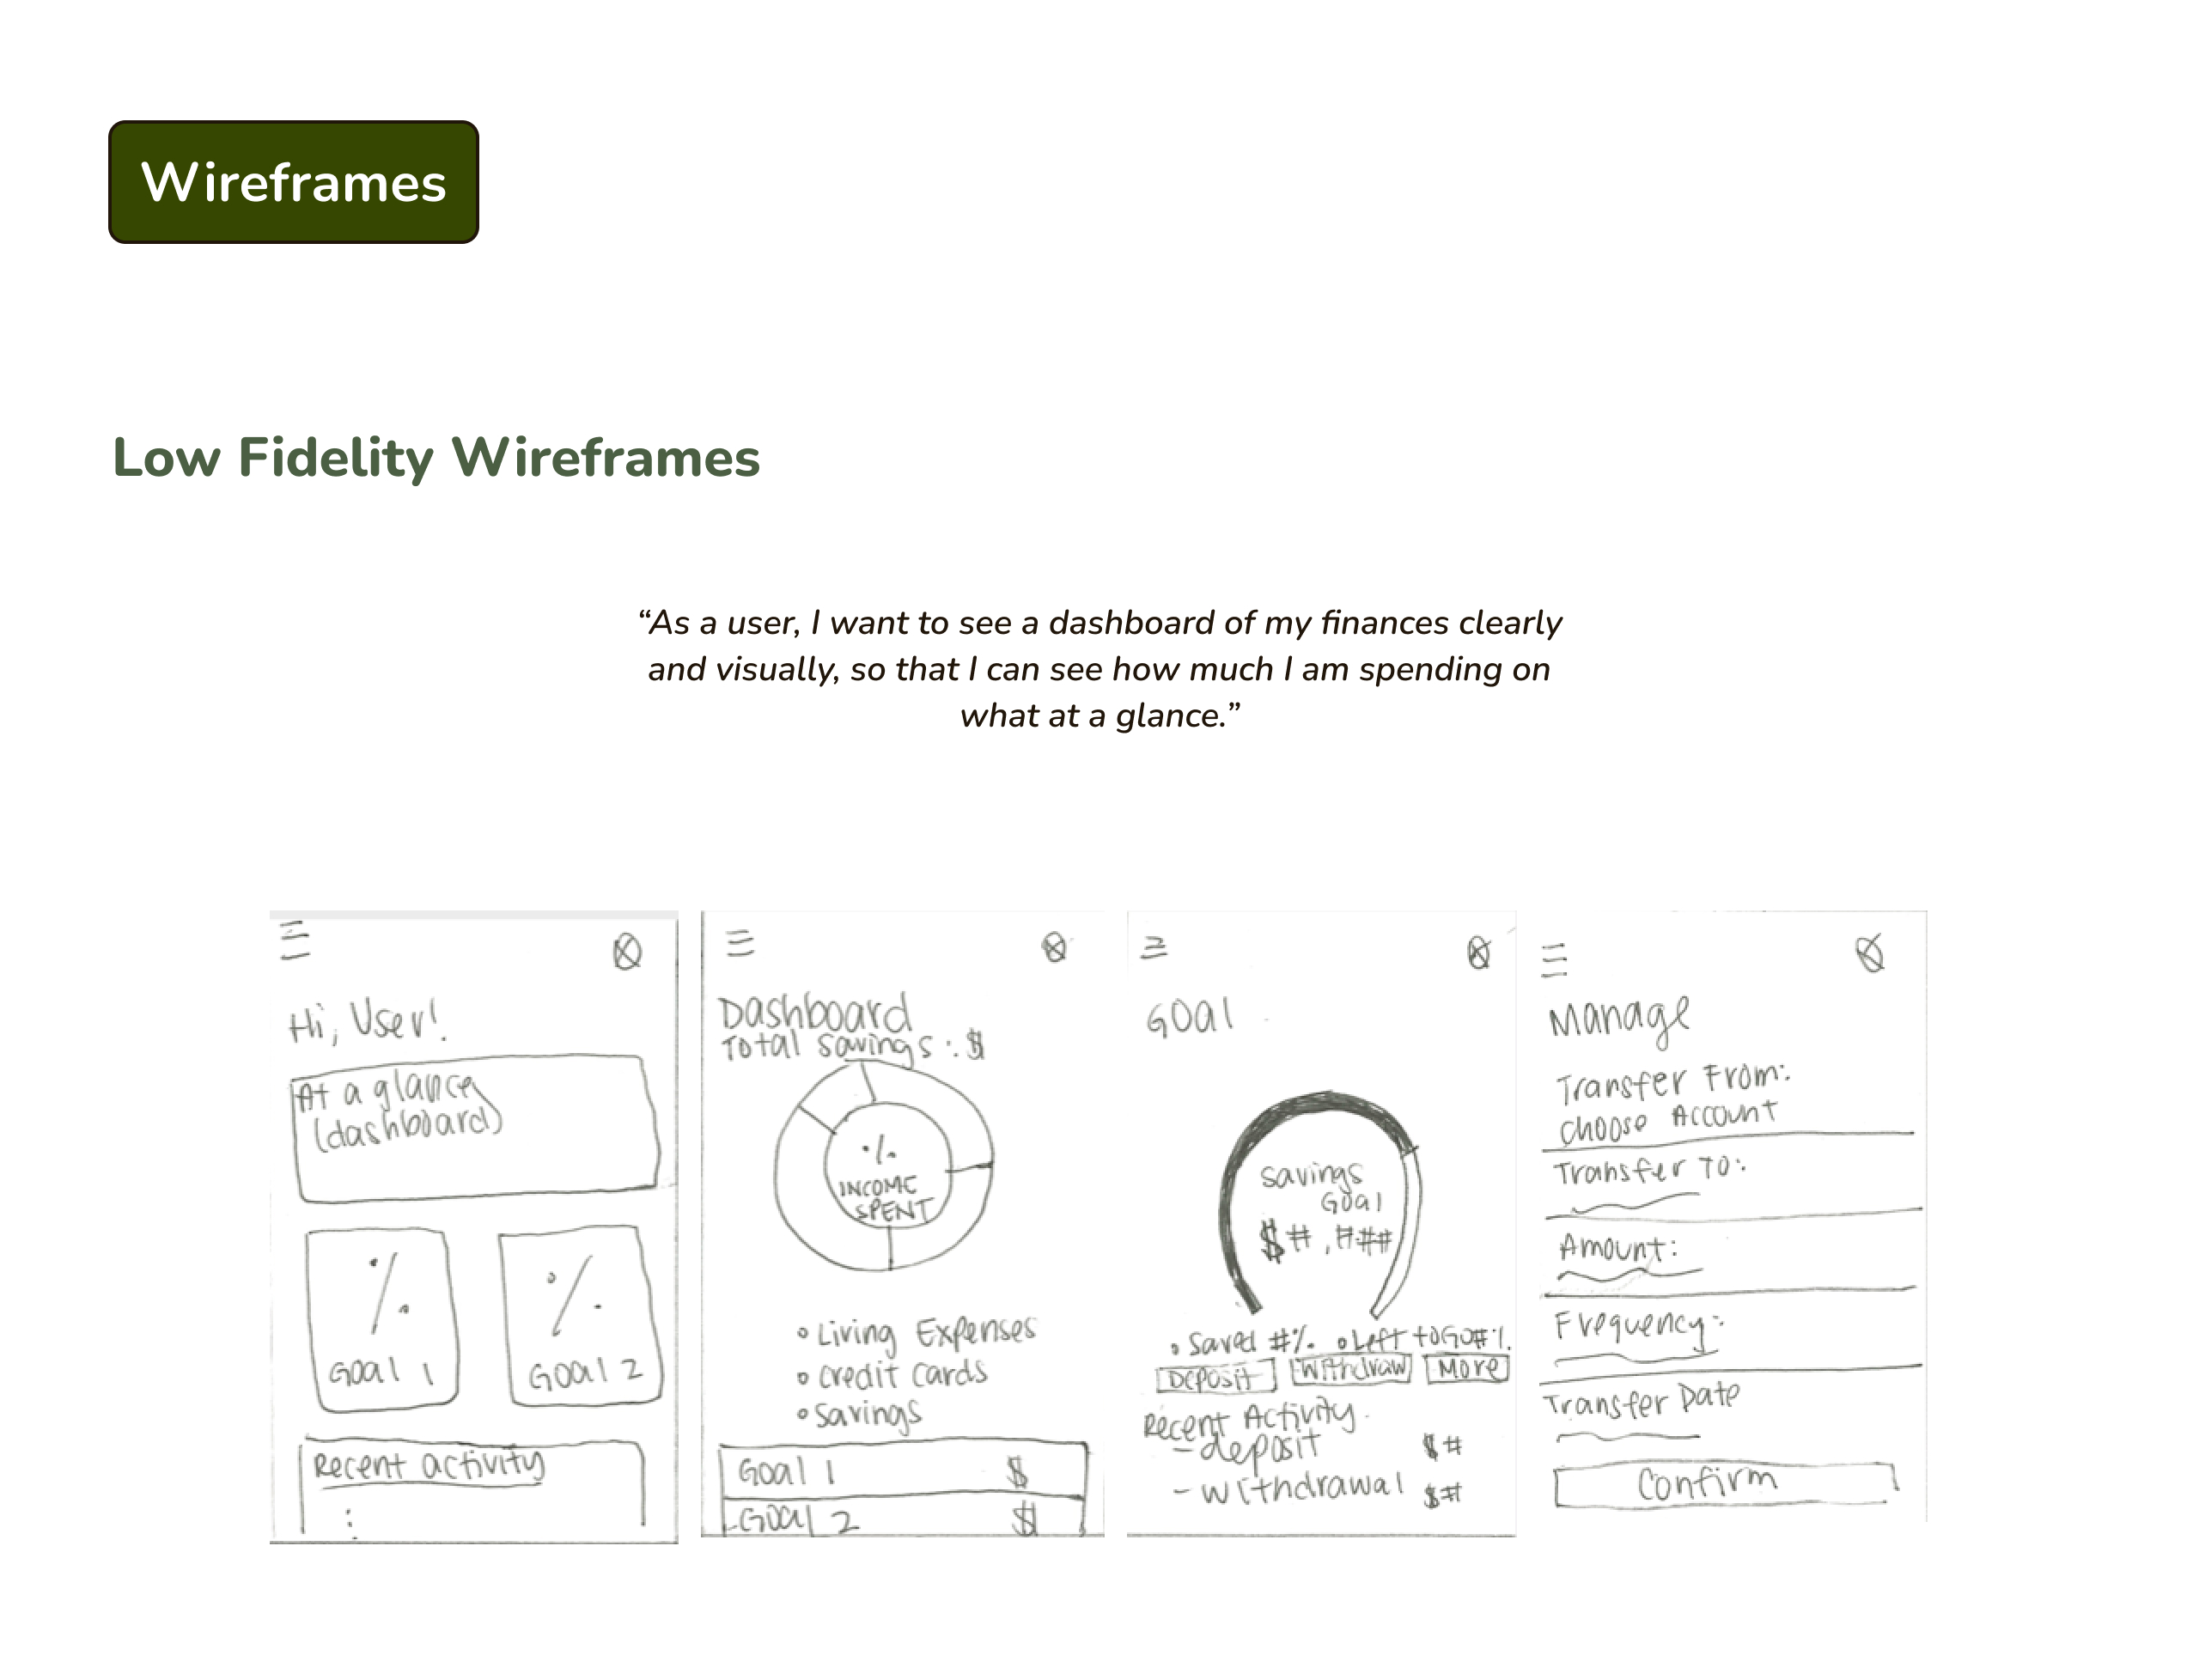 Wireframes
Low Fidelity Wireframes
“As a user, I want to see a dashboard of my finances clearly
and visually, so that I can see how much I am spending on
what at a glance.”
Hi, User!
At a glance
(dashboard)
%
Goal 1
%
Goal 2
Recent activity
Dashboard
Total savings: $
%
INCOME
SPENT
Living Expenses
credit cards
savings
Goal 1 $
Goal 2 $
GOAl
savings
Goal
$#,###
Saved #% Left to Go #%
Deposit Withdraw More
Recent Activity
- deposit $#
- withdrawal $#
Manage
Transfer From:
choose Account
Transfer To:
Amount:
Frequency:
Transfer Date
Confirm